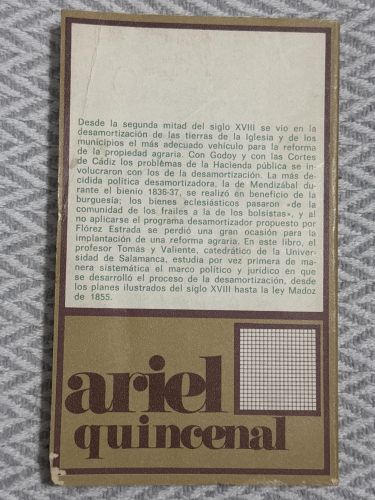 Desde la segunda mitad del siglo XVIII se vio en la
desamortización de las tierras de la Iglesia y de los
municipios el más adecuado vehículo para la reforma
de la propiedad agraria. Con Godoy y con las Cortes
de Cádiz los problemas de la Hacienda pública se in-
volucraron con los de la desamortización. La más de-
cidida política desamortizadora, la de Mendizábal du-
rante el bienio 1836-37, se realizó en beneficio de la
burguesía; los bienes eclesiásticos pasaron «de la
comunidad de los frailes a la de los bolsistas», y al
no aplicarse el programa desamortizador propuesto por
Flórez Estrada se perdió una gran ocasión para la
implantación de una reforma agraria. En este libro, el
profesor Tomás y Valiente, catedrático de la Univer-
sidad de Salamanca, estudia por vez primera de ma-
nera sistemática el marco político y jurídico en que
se desarrolló el proceso de la desamortización, desde
los planes ilustrados del siglo XVIII hasta la ley Madoz
de 1855.
ariel
quincenal